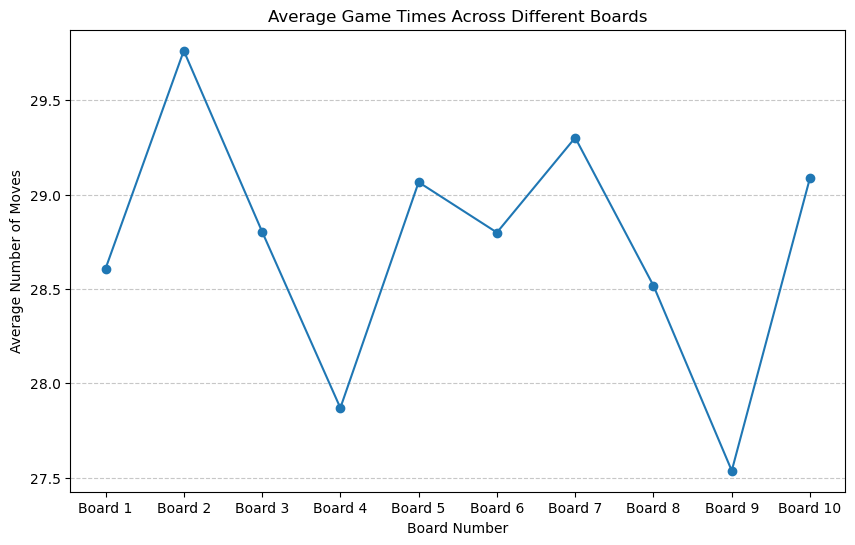 Average Game Times Across Different Boards
Average Number of Moves
29.5
29.0
28.5
28.0
27.5
Board 1 Board 2 Board 3 Board 4 Board 5 Board 6 Board 7 Board 8 Board 9 Board 10
Board Number